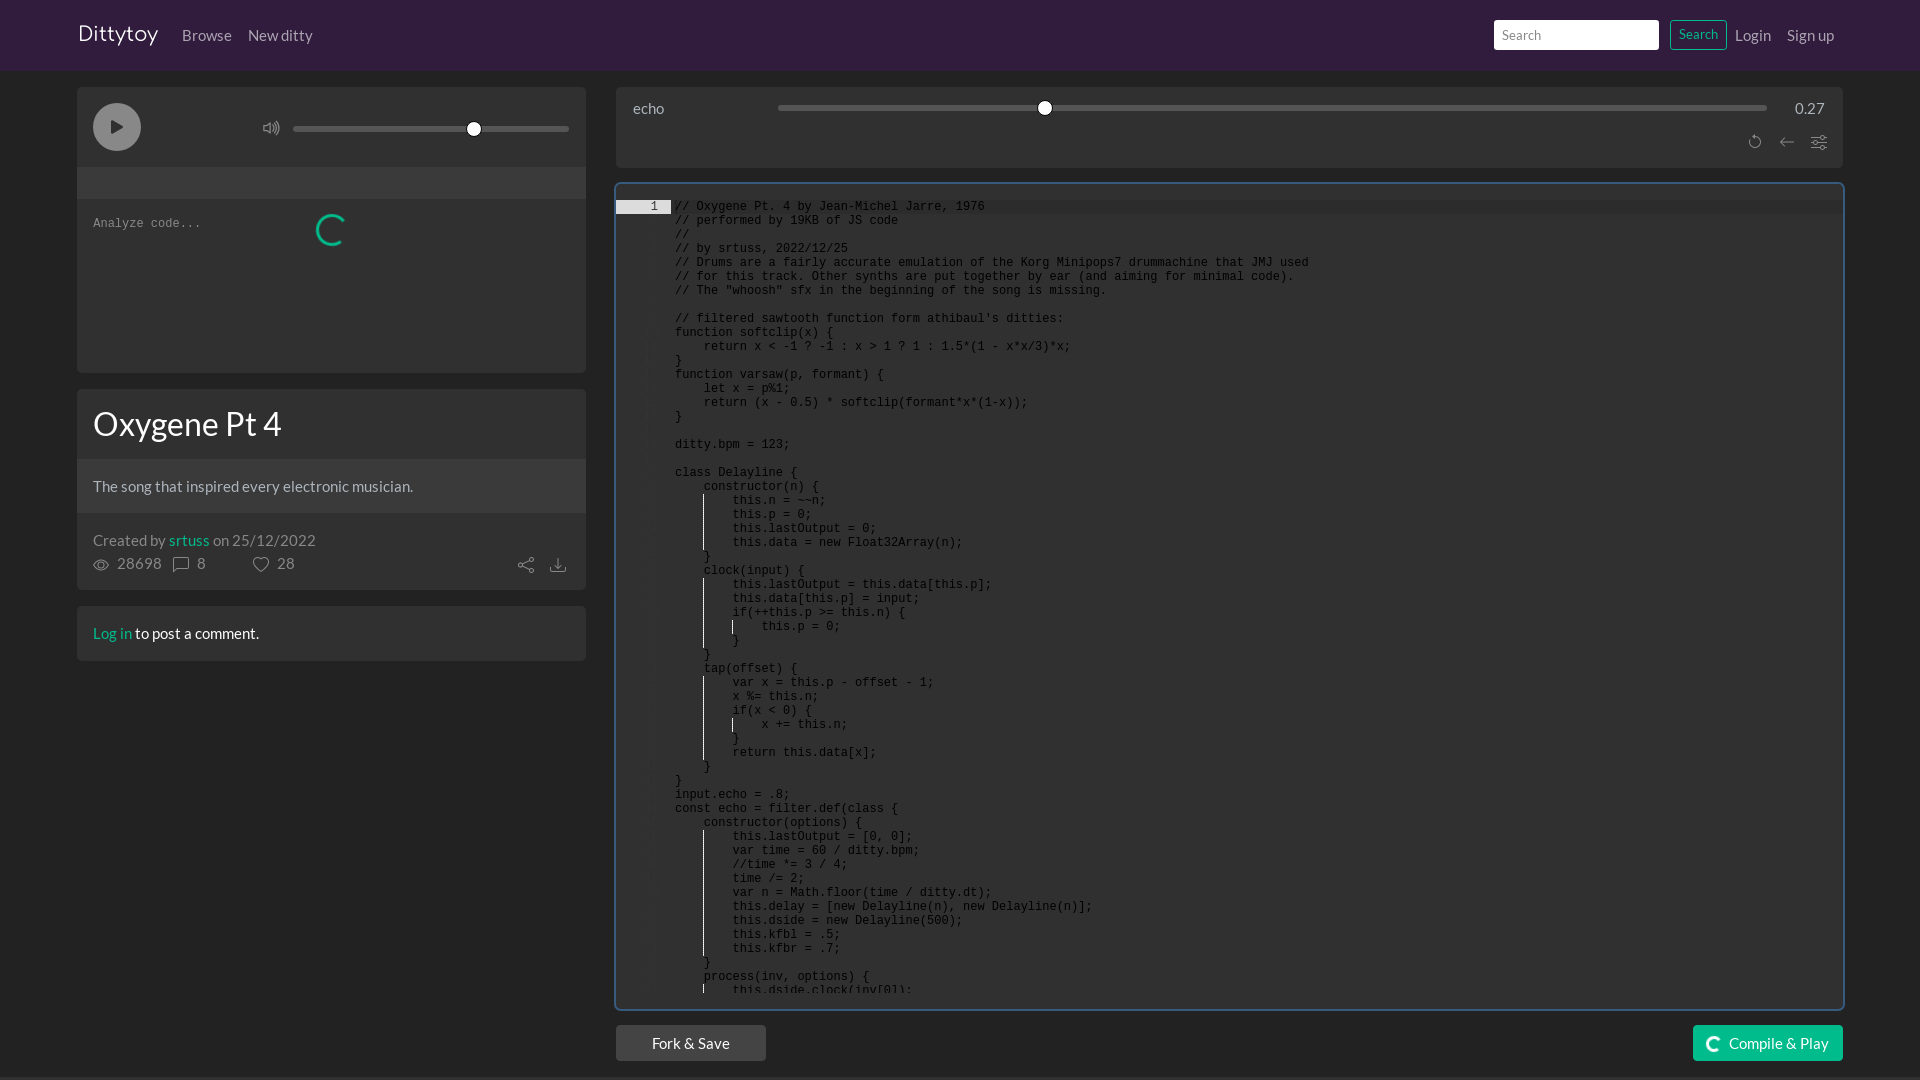 Dittytoy
Browse
New ditty
Search
Search
Login
Sign up
echo
0.27
Analyze code...
Oxygene Pt 4
The song that inspired every electronic musician.
Created by srtuss on 25/12/2022
28698
8
28
Log in to post a comment.
1
// Oxygene Pt. 4 by Jean-Michel Jarre, 1976
// performed by 19KB of JS code
//
// by srtuss, 2022/12/25
// Drums are a fairly accurate emulation of the Korg Minipops7 drummachine that JMJ used
// for this track. Other synths are put together by ear (and aiming for minimal code).
// The "whoosh" sfx in the beginning of the song is missing.

// filtered sawtooth function form athibaul's ditties:
function softclip(x) {
    return x < -1 ? -1 : x > 1 ? 1 : 1.5*(1 - x*x/3)*x;
}
function varsaw(p, formant) {
    let x = p%1;
    return (x - 0.5) * softclip(formant*x*(1-x));
}

ditty.bpm = 123;

class Delayline {
    constructor(n) {
        this.n = ~~n;
        this.p = 0;
        this.lastOutput = 0;
        this.data = new Float32Array(n);
    }
    clock(input) {
        this.lastOutput = this.data[this.p];
        this.data[this.p] = input;
        if(++this.p >= this.n) {
            this.p = 0;
        }
    }
    tap(offset) {
        var x = this.p - offset - 1;
        x %= this.n;
        if(x < 0) {
            x += this.n;
        }
        return this.data[x];
    }
}
input.echo = .8;
const echo = filter.def(class {
    constructor(options) {
        this.lastOutput = [0, 0];
        var time = 60 / ditty.bpm;
        //time *= 3 / 4;
        time /= 2;
        var n = Math.floor(time / ditty.dt);
        this.delay = [new Delayline(n), new Delayline(n)];
        this.dside = new Delayline(500);
        this.kfbl = .5;
        this.kfbr = .7;
    }
    process(inv, options) {
        this.dside.clock(inv[0]);
Fork & Save
Compile & Play